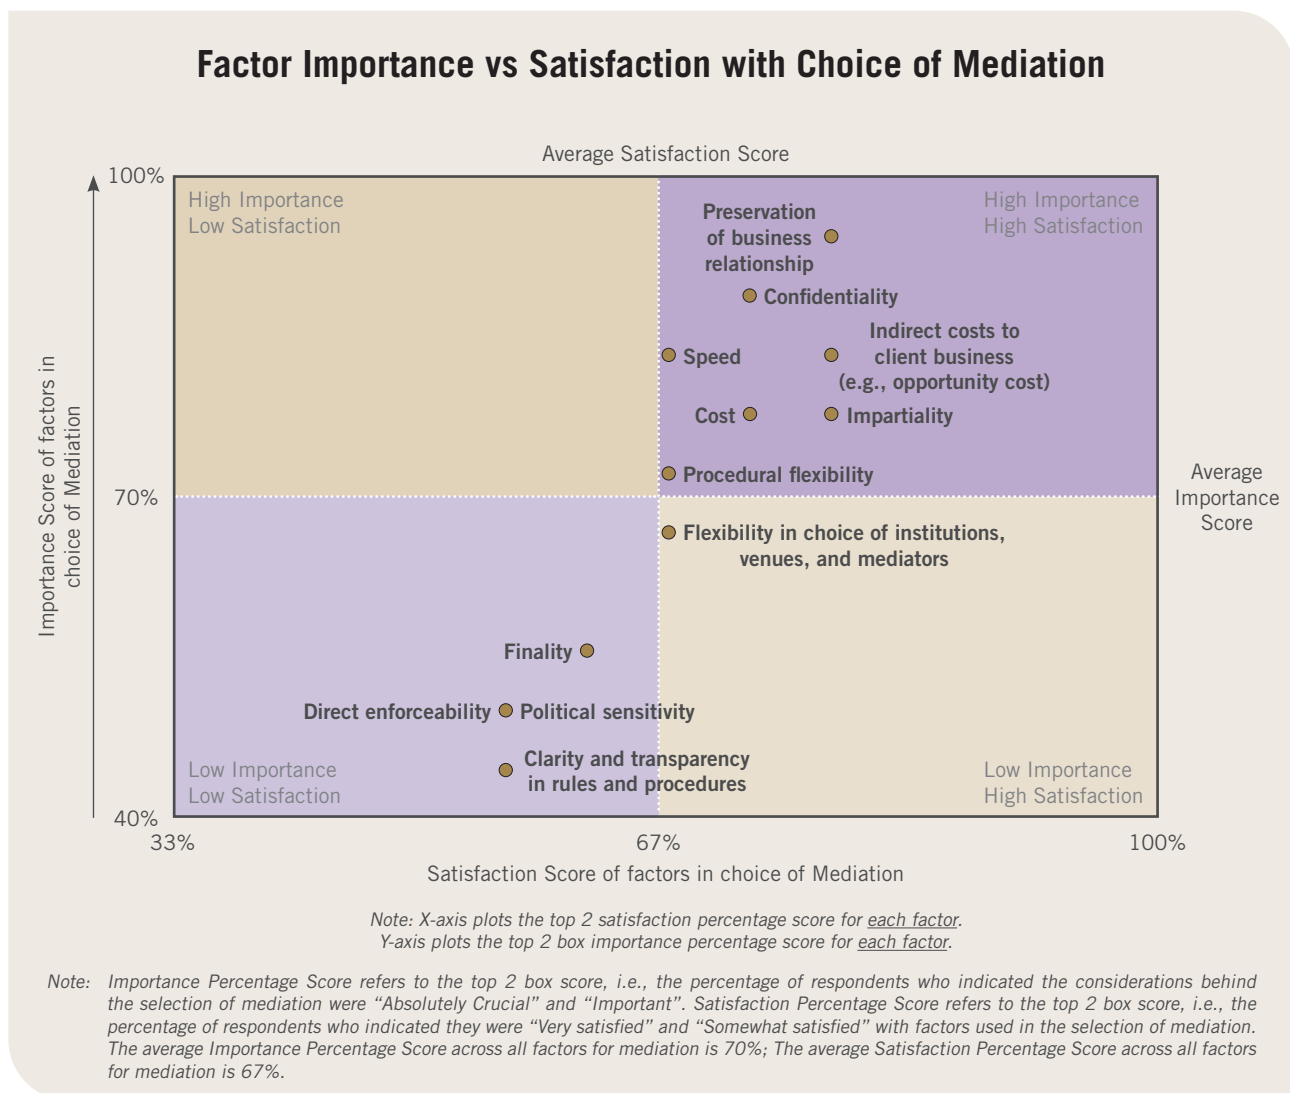 Factor Importance vs Satisfaction with Choice of Mediation
Average Satisfaction Score
100%
High Importance
Low Satisfaction
High Importance
High Satisfaction
Preservation
of business
relationship
Confidentiality
Indirect costs to
client business
(e.g., opportunity cost)
Speed
Cost
Impartiality
Procedural flexibility
Importance Score of factors in
choice of Mediation
70%
Average
Importance
Score
Flexibility in choice of institutions,
venues, and mediators
Finality
Direct enforceability
Political sensitivity
Clarity and transparency
in rules and procedures
Low Importance
Low Satisfaction
Low Importance
High Satisfaction
40%
33%
67%
100%
Satisfaction Score of factors in choice of Mediation
Note: X-axis plots the top 2 satisfaction percentage score for each factor.
Y-axis plots the top 2 box importance percentage score for each factor.
Note: Importance Percentage Score refers to the top 2 box score, i.e., the percentage of respondents who indicated the considerations behind
the selection of mediation were “Absolutely Crucial” and “Important”. Satisfaction Percentage Score refers to the top 2 box score, i.e., the
percentage of respondents who indicated they were “Very satisfied” and “Somewhat satisfied” with factors used in the selection of mediation.
The average Importance Percentage Score across all factors for mediation is 70%; The average Satisfaction Percentage Score across all factors
for mediation is 67%.